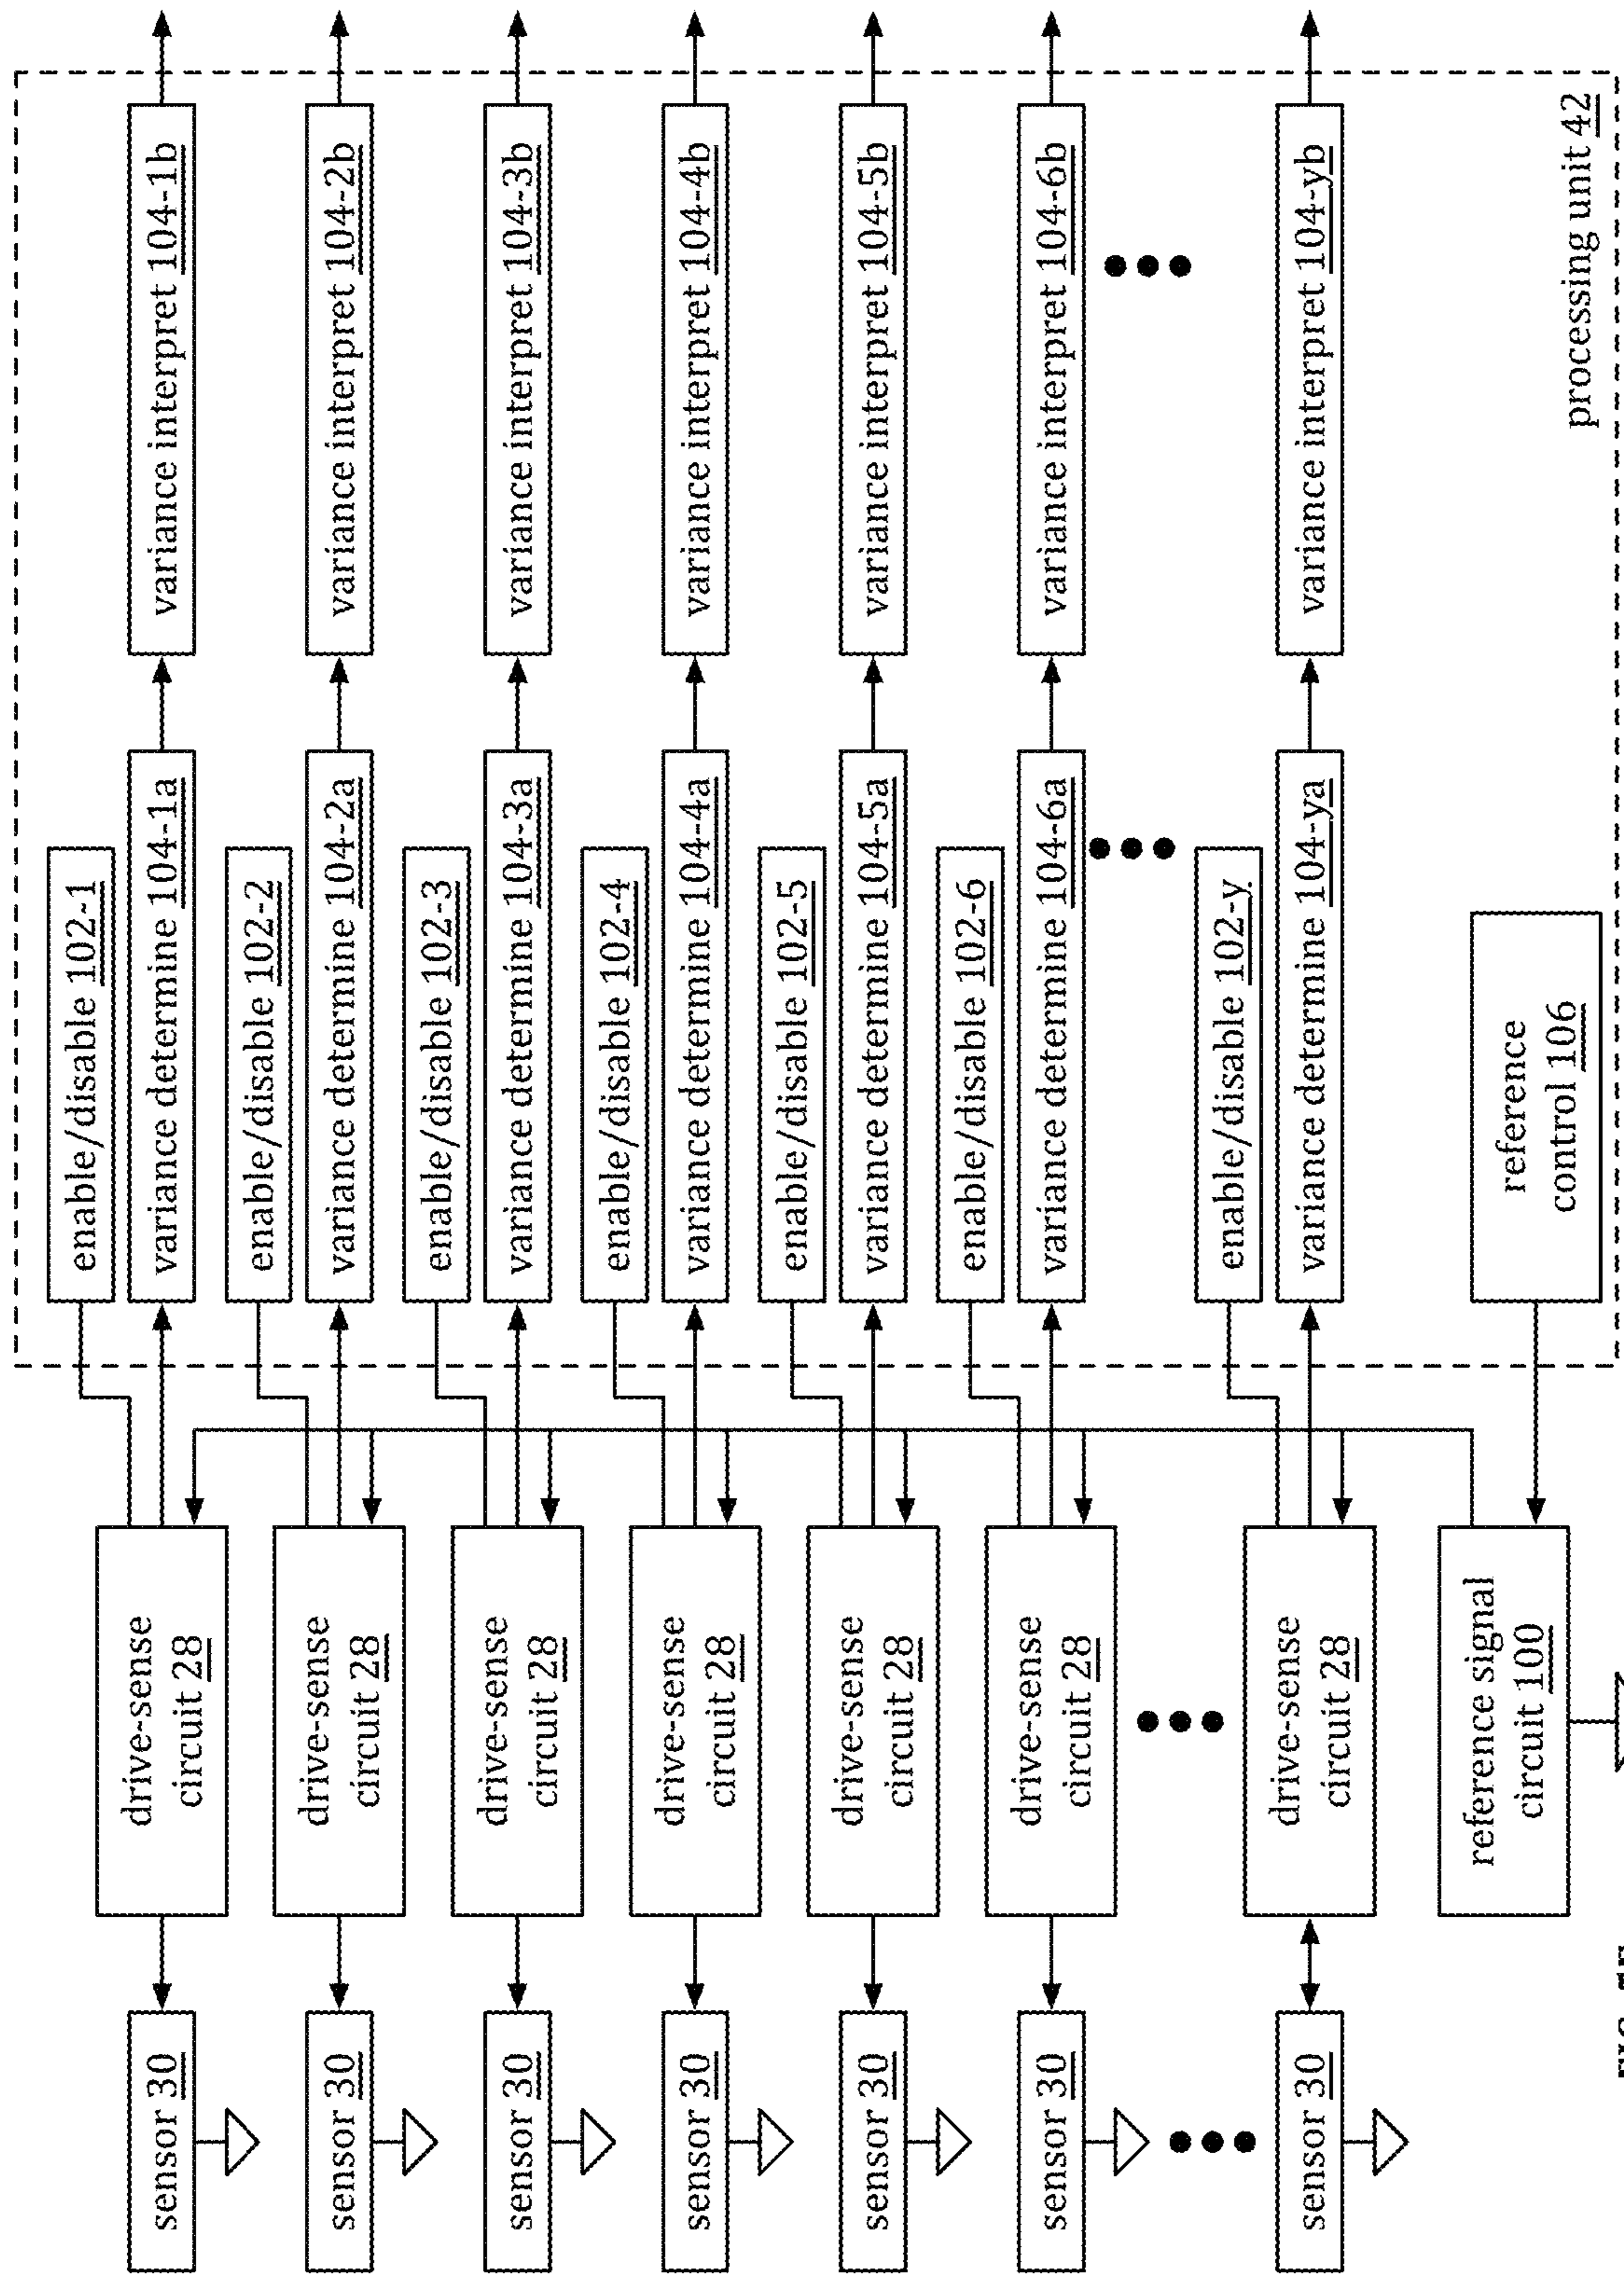 enable/disable 102-1
drive-sense
circuit 28
sensor 30
variance determine 104-1a
variance interpret 104-1b
enable/disable 102-2
drive-sense
circuit 28
sensor 30
variance determine 104-2a
variance interpret 104-2b
enable/disable 102-3
drive-sense
circuit 28
sensor 30
variance determine 104-3a
variance interpret 104-3b
enable/disable 102-4
drive-sense
circuit 28
sensor 30
variance determine 104-4a
variance interpret 104-4b
enable/disable 102-5
drive-sense
circuit 28
sensor 30
variance determine 104-5a
variance interpret 104-5b
enable/disable 102-6
drive-sense
circuit 28
sensor 30
variance determine 104-6a
variance interpret 104-6b
enable/disable 102-y
drive-sense
circuit 28
sensor 30
variance determine 104-ya
variance interpret 104-yb
reference signal
circuit 100
reference
control 106
processing unit 42